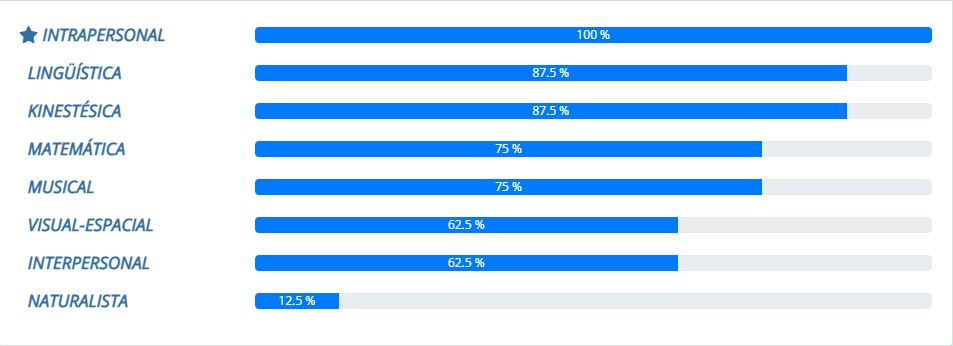 INTRAPERSONAL 100 %
LINGÜÍSTICA 87.5 %
KINESTÉSICA 87.5 %
MATEMÁTICA 75 %
MUSICAL 75 %
VISUAL-ESPACIAL 62.5 %
INTERPERSONAL 62.5 %
NATURALISTA 12.5 %